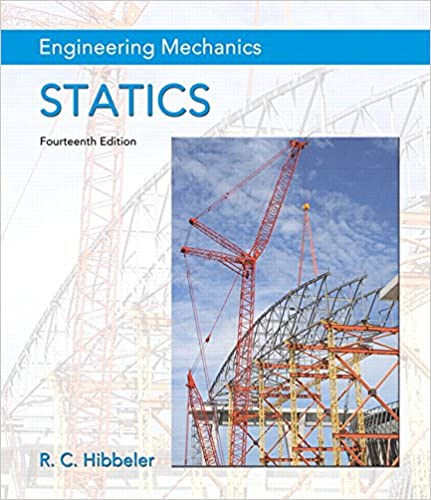 Engineering Mechanics
STATICS
Fourteenth Edition
R. C. Hibbeler